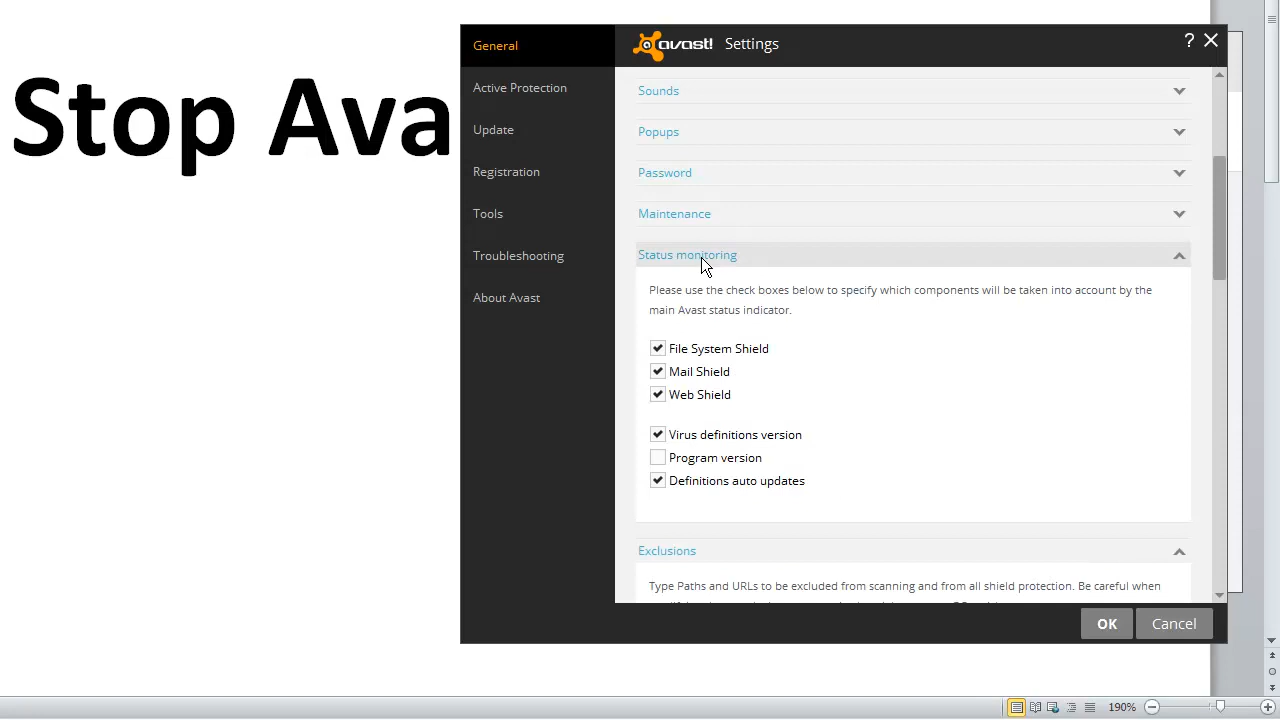 Stop Ava
General
Active Protection
Update
Registration
Tools
Troubleshooting
About Avast
avast! Settings
?
Sounds
Popups
Password
Maintenance
Status monitoring
Please use the check boxes below to specify which components will be taken into account by the
main Avast status indicator.
File System Shield
Mail Shield
Web Shield
Virus definitions version
Program version
Definitions auto updates
Exclusions
Type Paths and URLs to be excluded from scanning and from all shield protection. Be careful when
OK Cancel
190%